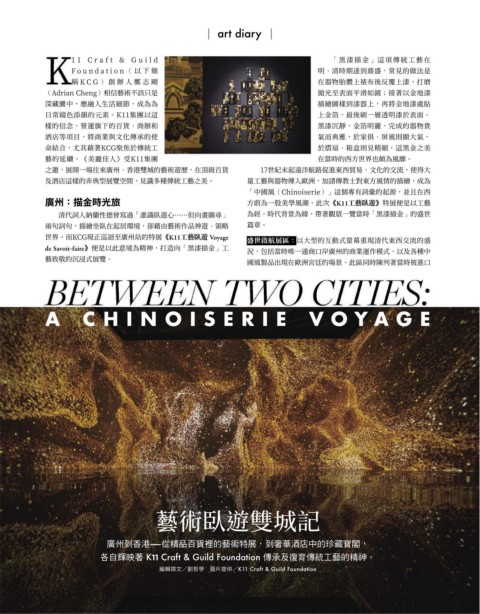 art diary
K11 Craft & Guild
Foundation（以下簡
稱KCG）創辦人鄭志剛
（Adrian Cheng）相信藝術不該只是
深藏匱中，應融入生活細節，成為為
日常鍍色添韻的元素。K11集團以這
樣的信念，營運旗下的百貨、商辦和
酒店等項目，將商業與文化傳承的使
命結合，尤其藉著KCG聚焦於傳統工
藝的延續。《美麗佳人》受K11集團
之邀，展開一場往來廣州、香港雙城的藝術遊歷，在頂級百貨
及酒店這樣的非典型展覽空間，見識多種傳統工藝之美。
廣州：描金時光旅
清代詞人納蘭性德曾寫過「澹識臥遊心⋯⋯但向畫圖尋」
兩句詞句，描繪坐臥在起居環境，卻藉由藝術作品神遊、領略
世界。而KCG現正巡迴至廣州站的特展《K11工藝臥遊 Voyage
de Savoir-faire》便是以此意境為精神，打造向「黑漆描金」工
藝致敬的沉浸式展覽。
「黑漆描金」這項傳統工藝在
明、清時期達到鼎盛，常見的做法是
在器物胎體上裱布後反覆上漆、打磨
拋光至表面平滑如鏡；接著以金地漆
描繪圖樣到漆器上，再將金地漆處貼
上金箔，最後刷一層透明漆於表面。
黑漆沉靜、金箔明麗，完成的器物貴
氣而典雅，於家俱、屏風則顯大氣，
於摺扇、箱盒則見精緻，這黑金之美
在當時的西方世界也頗為風靡。
17世紀末起遠洋航路促進東西貿易、文化的交流，使得大
量工藝與器物傳入歐洲，加諸傳教士對東方風情的描繪，成為
「中國風（Chinoiserie）」這個專有詞彙的起源，並且在西
方蔚為一股美學風潮。此次《K11工藝臥遊》特展便是以工藝
為經、時代背景為緯，帶著觀眾一覽當時「黑漆描金」的盛世
篇章。
盛世啟航展區：以大型的互動式螢幕重現清代東西交流的盛
況，包括當時唯一通商口岸廣州的商業運作模式，以及各種中
國風製品出現在歐洲宮廷的場景。此區同時陳列著當時被進口
BETWEEN TWO CITIES:
A CHINOISERIE VOYAGE
藝術臥遊雙城記
廣州到香港—從精品百貨裡的藝術特展，到奢華酒店中的珍藏寶閣，
各自輝映著 K11 Craft & Guild Foundation 傳承及復育傳統工藝的精神。
編輯撰文／劉哲學　圖片提供／K11 Craft & Guild Foundation